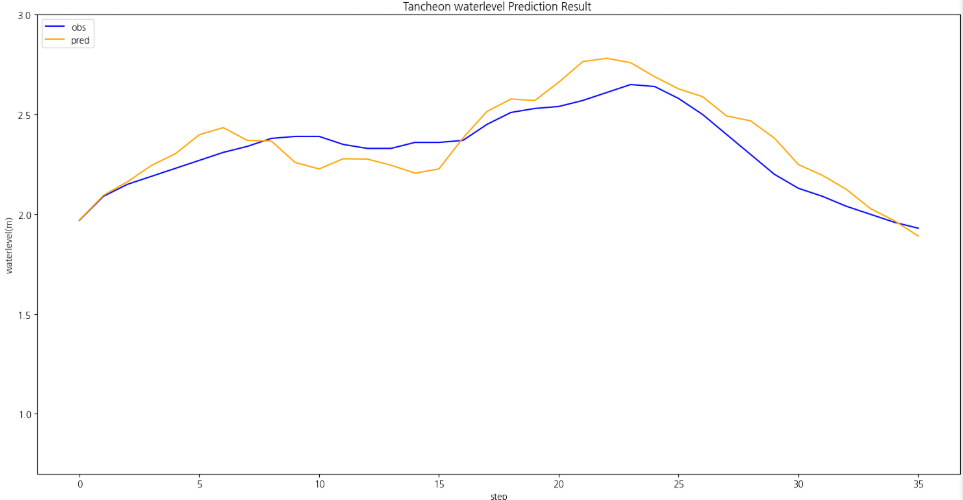 Tancheon waterlevel Prediction Result
obs
pred
3.0
2.5
2.0
1.5
1.0
waterlevel(m)
0 5 10 15 20 25 30 35
step